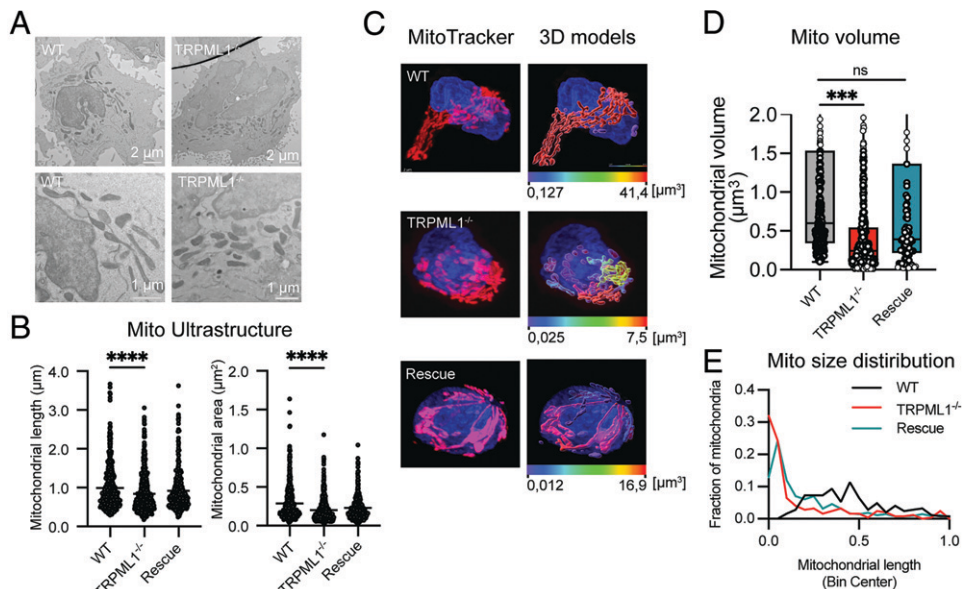 A
WT
TRPML1-/-
2 µm
2 µm
WT
TRPML1-/-
1 µm
1 µm
B
Mito Ultrastructure
Mitochondrial length (µm)
4.0
3.0
2.0
1.0
0.0
****
WT
TRPML1-/-
Rescue
Mitochondrial area (µm²)
2.0
1.5
1.0
0.5
0.0
****
WT
TRPML1-/-
Rescue
C
MitoTracker
3D models
WT
0,127
41,4
[µm³]
TRPML1-/-
0,025
7,5
[µm³]
Rescue
0,012
16,9
[µm³]
D
Mito volume
ns
***
Mitochondrial volume
(µm³)
2.0
1.5
1.0
0.5
0.0
WT
TRPML1-/-
Rescue
E
Mito size distiribution
WT
TRPML1-/-
Rescue
Fraction of mitochondria
0.4
0.3
0.2
0.1
0.0
0.0
0.5
1.0
Mitochondrial length
(Bin Center)